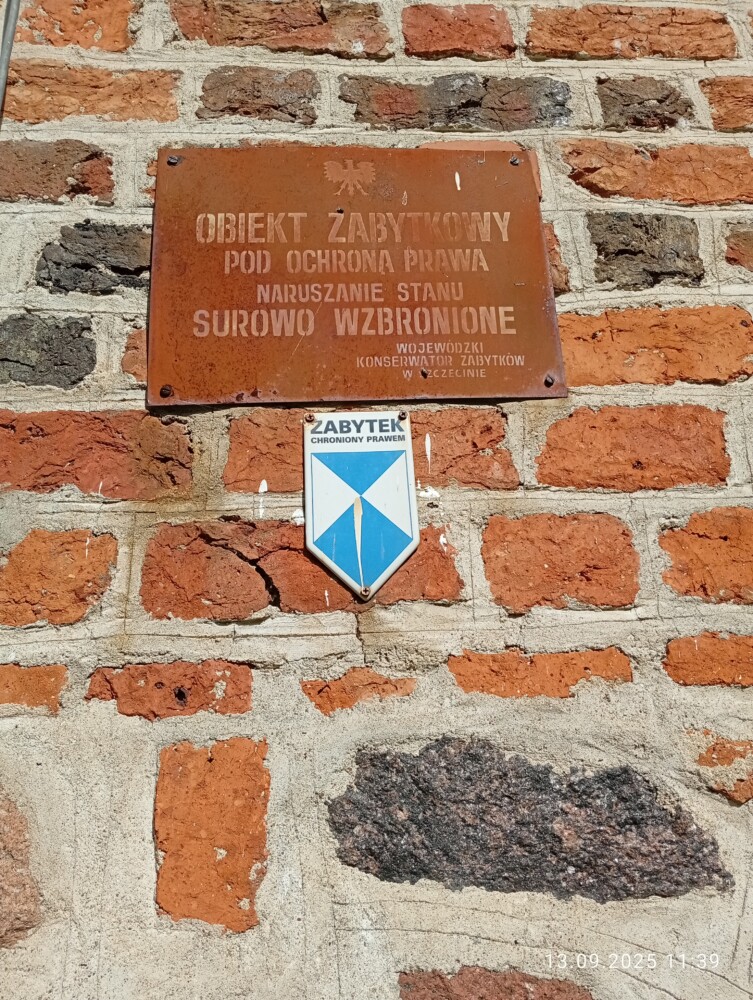 OBIEKT ZABYTKOWY
POD OCHRONĄ PRAWA
NARUSZANIE STANU
SUROWO WZBRONIONE
WOJEWÓDZKI
KONSERWATOR ZABYTKÓW
W SZCZECINIE
ZABYTEK
CHRONIONY PRAWEM
13.09.2025 11:39